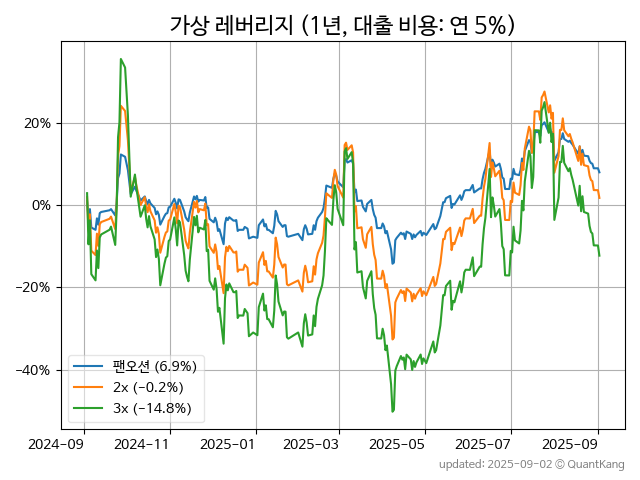 가상 레버리지 (1년, 대출 비용: 연 5%)
20%
0%
−20%
−40%
팬오션 (6.9%)
2x (−0.2%)
3x (−14.8%)
2024-09 2024-11 2025-01 2025-03 2025-05 2025-07 2025-09
updated: 2025-09-02 © QuantKang